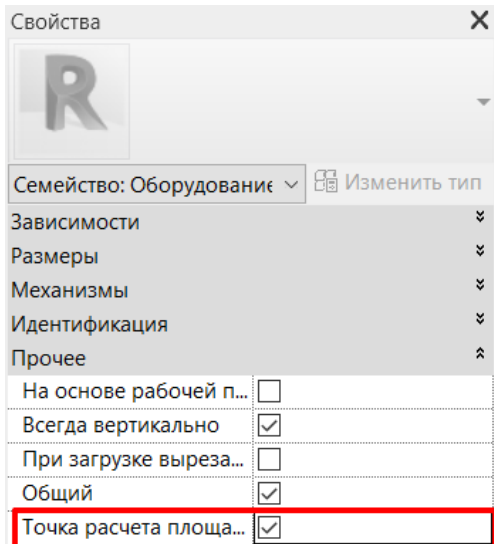 Свойства
R
Семейство: Оборудование Изменить тип
Зависимости
Размеры
Механизмы
Идентификация
Прочее
На основе рабочей п...
Всегда вертикально
При загрузке выреза...
Общий
Точка расчета площа...